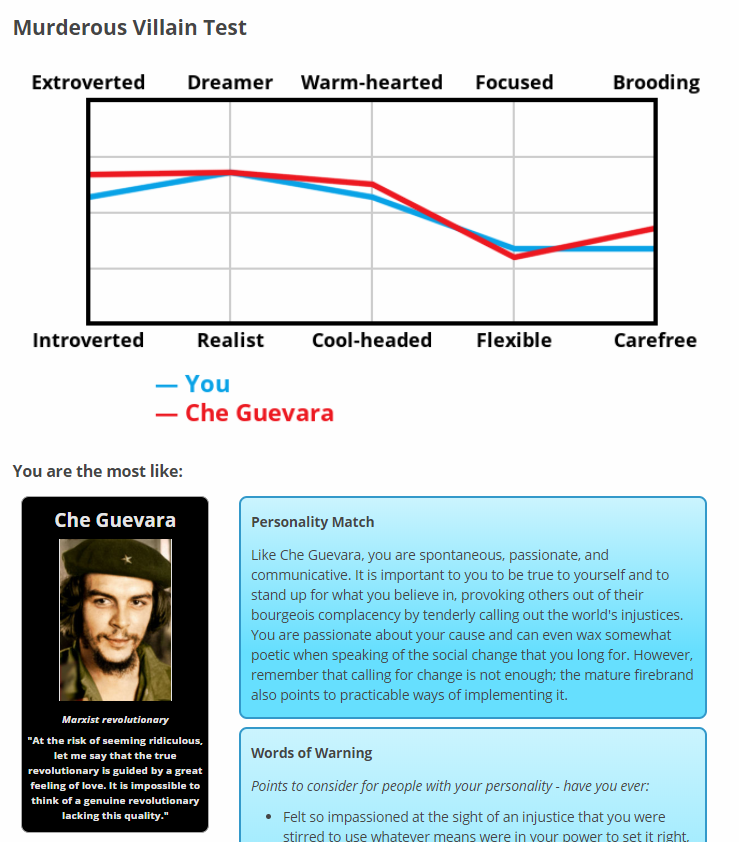 Murderous Villain Test
Extroverted Dreamer Warm-hearted Focused Brooding
Introverted Realist Cool-headed Flexible Carefree
— You
— Che Guevara
You are the most like:
Che Guevara
Marxist revolutionary
"At the risk of seeming ridiculous,
let me say that the true
revolutionary is guided by a great
feeling of love. It is impossible to
think of a genuine revolutionary
lacking this quality."
Personality Match
Like Che Guevara, you are spontaneous, passionate, and
communicative. It is important to you to be true to yourself and to
stand up for what you believe in, provoking others out of their
bourgeois complacency by tenderly calling out the world's injustices.
You are passionate about your cause and can even wax somewhat
poetic when speaking of the social change that you long for. However,
remember that calling for change is not enough; the mature firebrand
also points to practicable ways of implementing it.
Words of Warning
Points to consider for people with your personality - have you ever:
• Felt so impassioned at the sight of an injustice that you were
stirred to use whatever means were in your power to set it right,